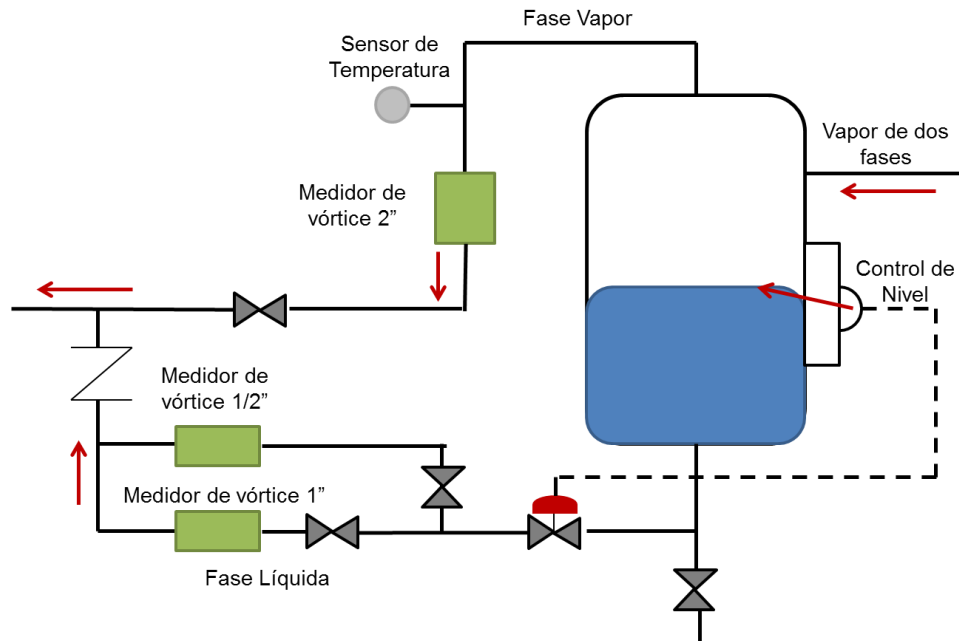 Fase Vapor
Sensor de
Temperatura
Vapor de dos
fases
Medidor de
vórtice 2”
Control de
Nivel
Medidor de
vórtice 1/2”
Medidor de vórtice 1”
Fase Líquida